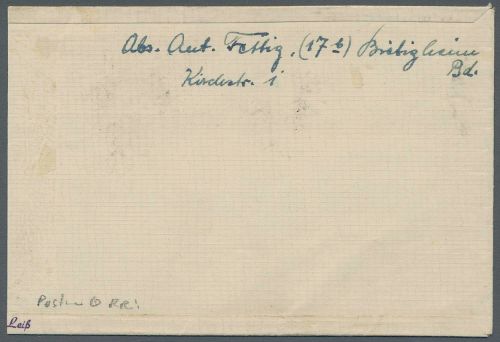 Abs. Ant. Fettig, (17b) Bietigheim
Bd.
Kirchstr. 1
Leiß